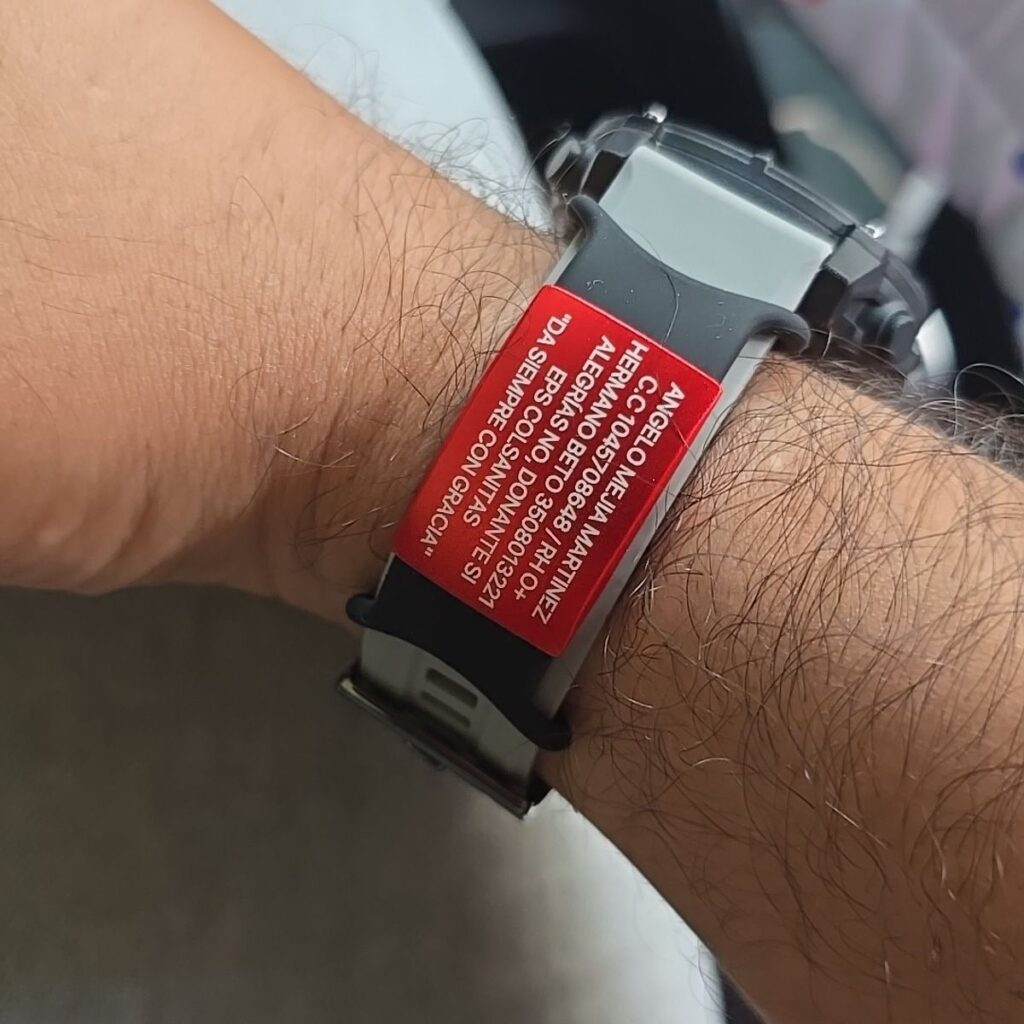 ANGELO MEJIA MARTINEZ
C.C 1045708648 / RH O+
HERMANO BETO 3508013221
ALEGRÍAS NO, DONANTE SI
EPS COLSANITAS
"DA SIEMPRE CON GRACIA"